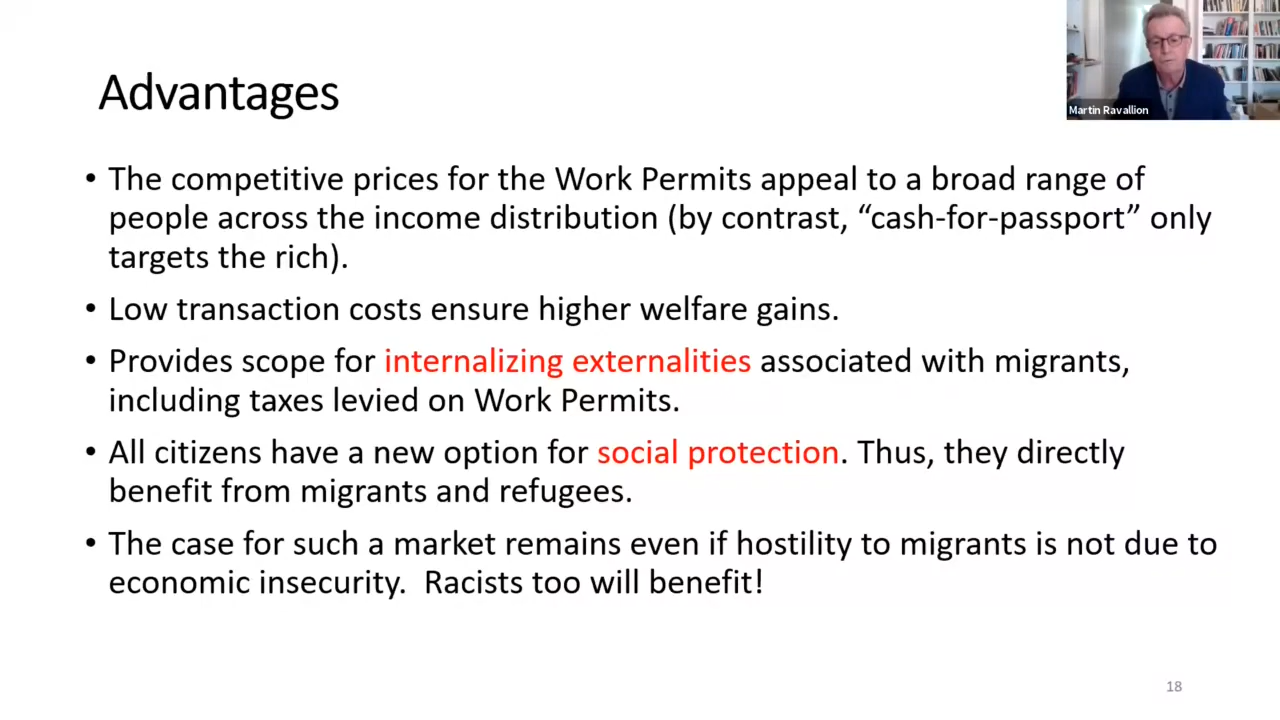 Martin Ravallion
Advantages
• The competitive prices for the Work Permits appeal to a broad range of
people across the income distribution (by contrast, “cash-for-passport” only
targets the rich).
• Low transaction costs ensure higher welfare gains.
• Provides scope for internalizing externalities associated with migrants,
including taxes levied on Work Permits.
• All citizens have a new option for social protection. Thus, they directly
benefit from migrants and refugees.
• The case for such a market remains even if hostility to migrants is not due to
economic insecurity.  Racists too will benefit!
18